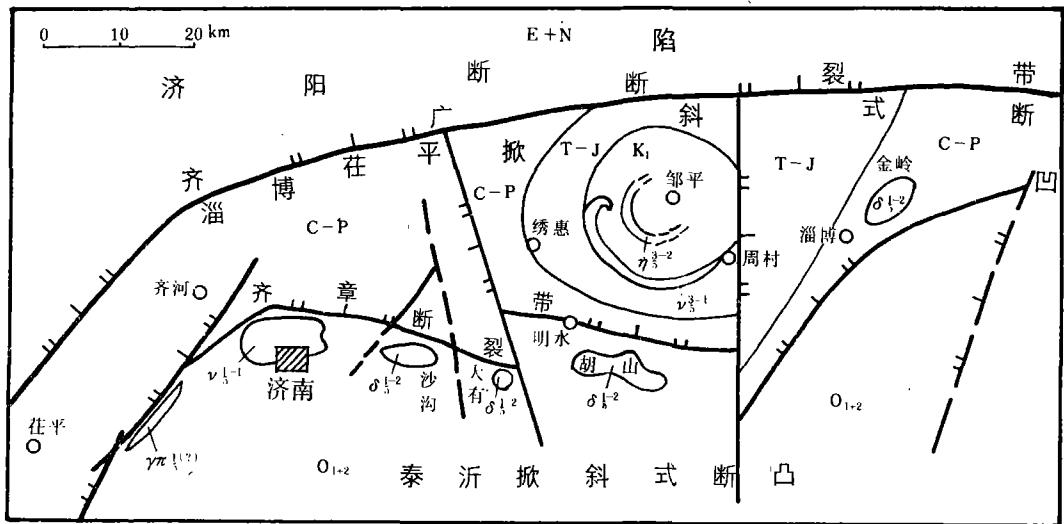 0 10 20 km
E+N
济阳断陷
齐广断裂带
淄博茌平掀斜式断凹
T-J
K₁
T-J
C-P
C-P
C-P
金岭
邹平
绣惠
淄博
周村
齐河
齐章断裂带
明水
济南
沙沟
大有
胡山
茌平
O₁₊₂
O₁₊₂
泰沂掀斜式断凸